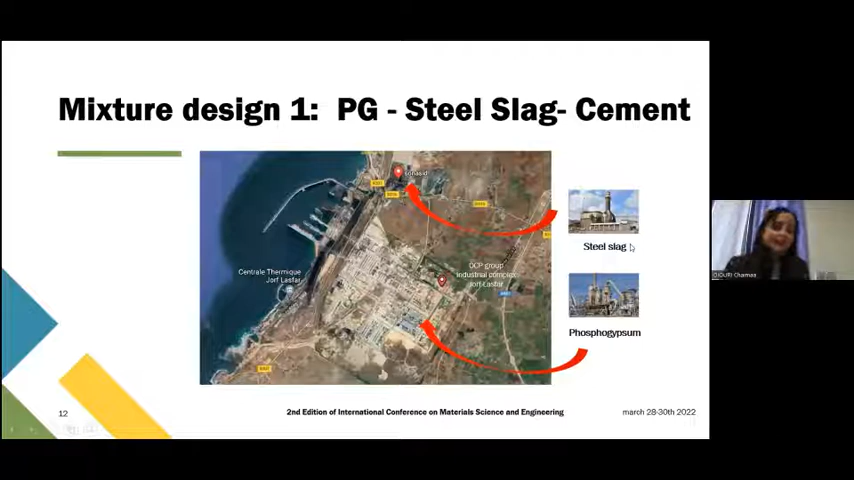 Mixture design 1: PG - Steel Slag- Cement
sonasid
Centrale Thermique
Jorf Lasfar
OCP group
industrial complex
Jorf Lasfar
Steel slag
Phosphogypsum
12
2nd Edition of International Conference on Materials Science and Engineering
march 28-30th 2022